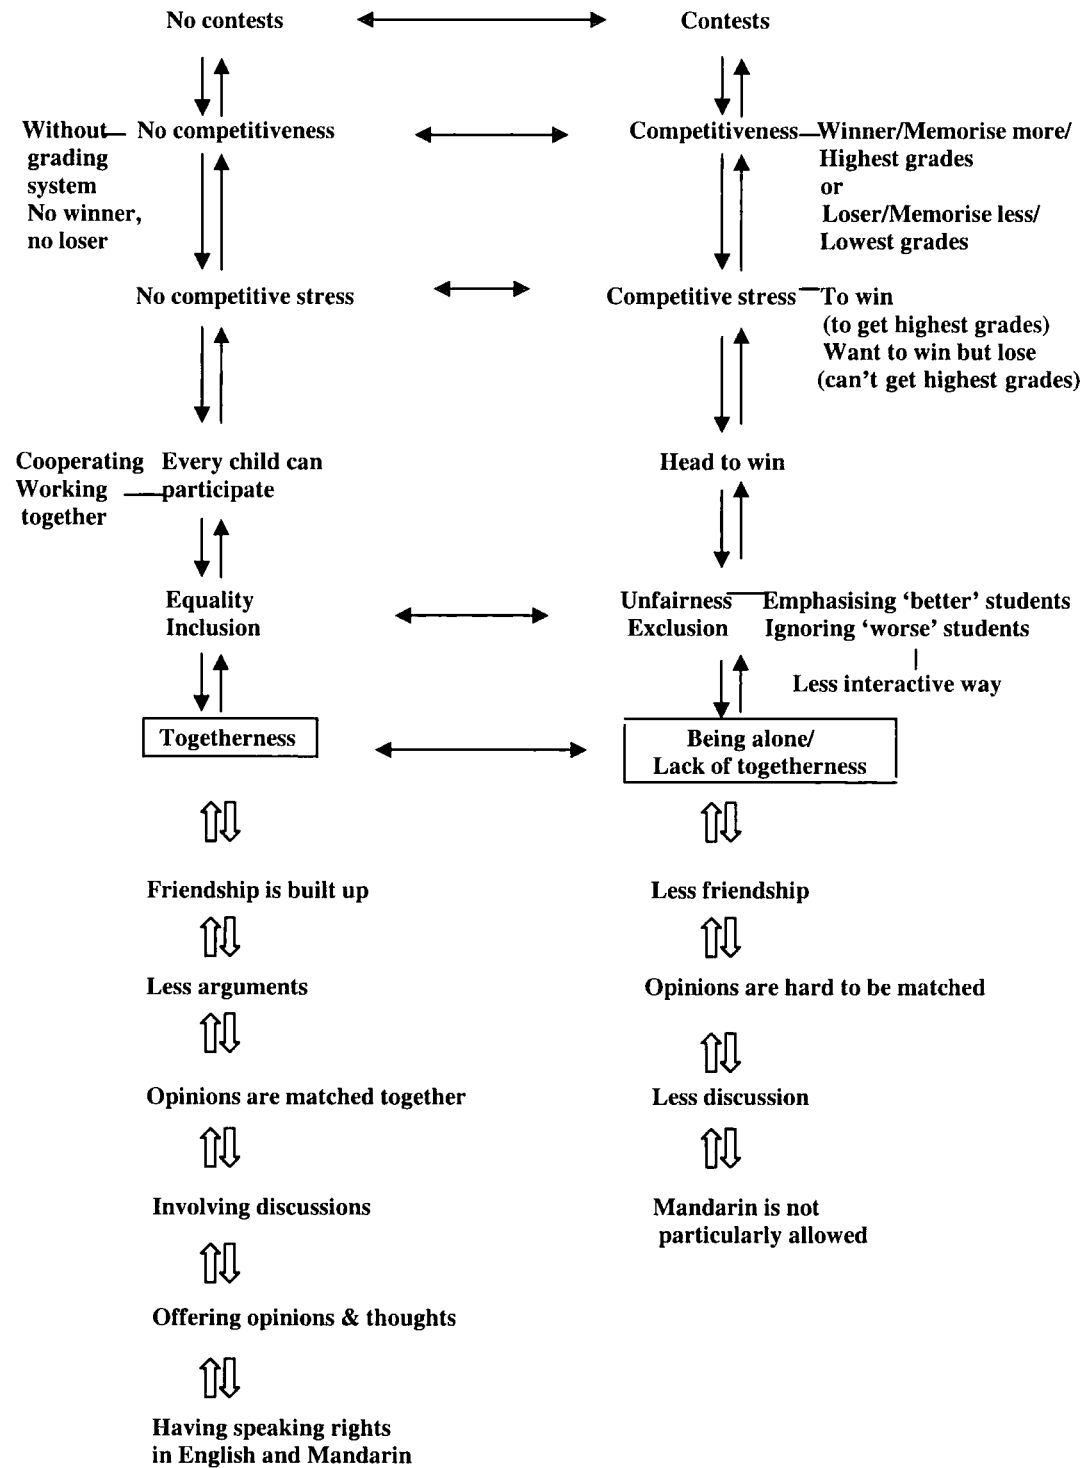 No contests
Contests
Without
grading
system
No winner,
no loser
No competitiveness
Competitiveness
Winner/Memorise more/
Highest grades
or
Loser/Memorise less/
Lowest grades
No competitive stress
Competitive stress
To win
(to get highest grades)
Want to win but lose
(can't get highest grades)
Cooperating
Working
together
Every child can
participate
Head to win
Equality
Inclusion
Unfairness
Exclusion
Emphasising ‘better’ students
Ignoring ‘worse’ students
Less interactive way
Togetherness
Being alone/
Lack of togetherness
Friendship is built up
Less friendship
Less arguments
Opinions are hard to be matched
Opinions are matched together
Less discussion
Involving discussions
Mandarin is not
particularly allowed
Offering opinions & thoughts
Having speaking rights
in English and Mandarin